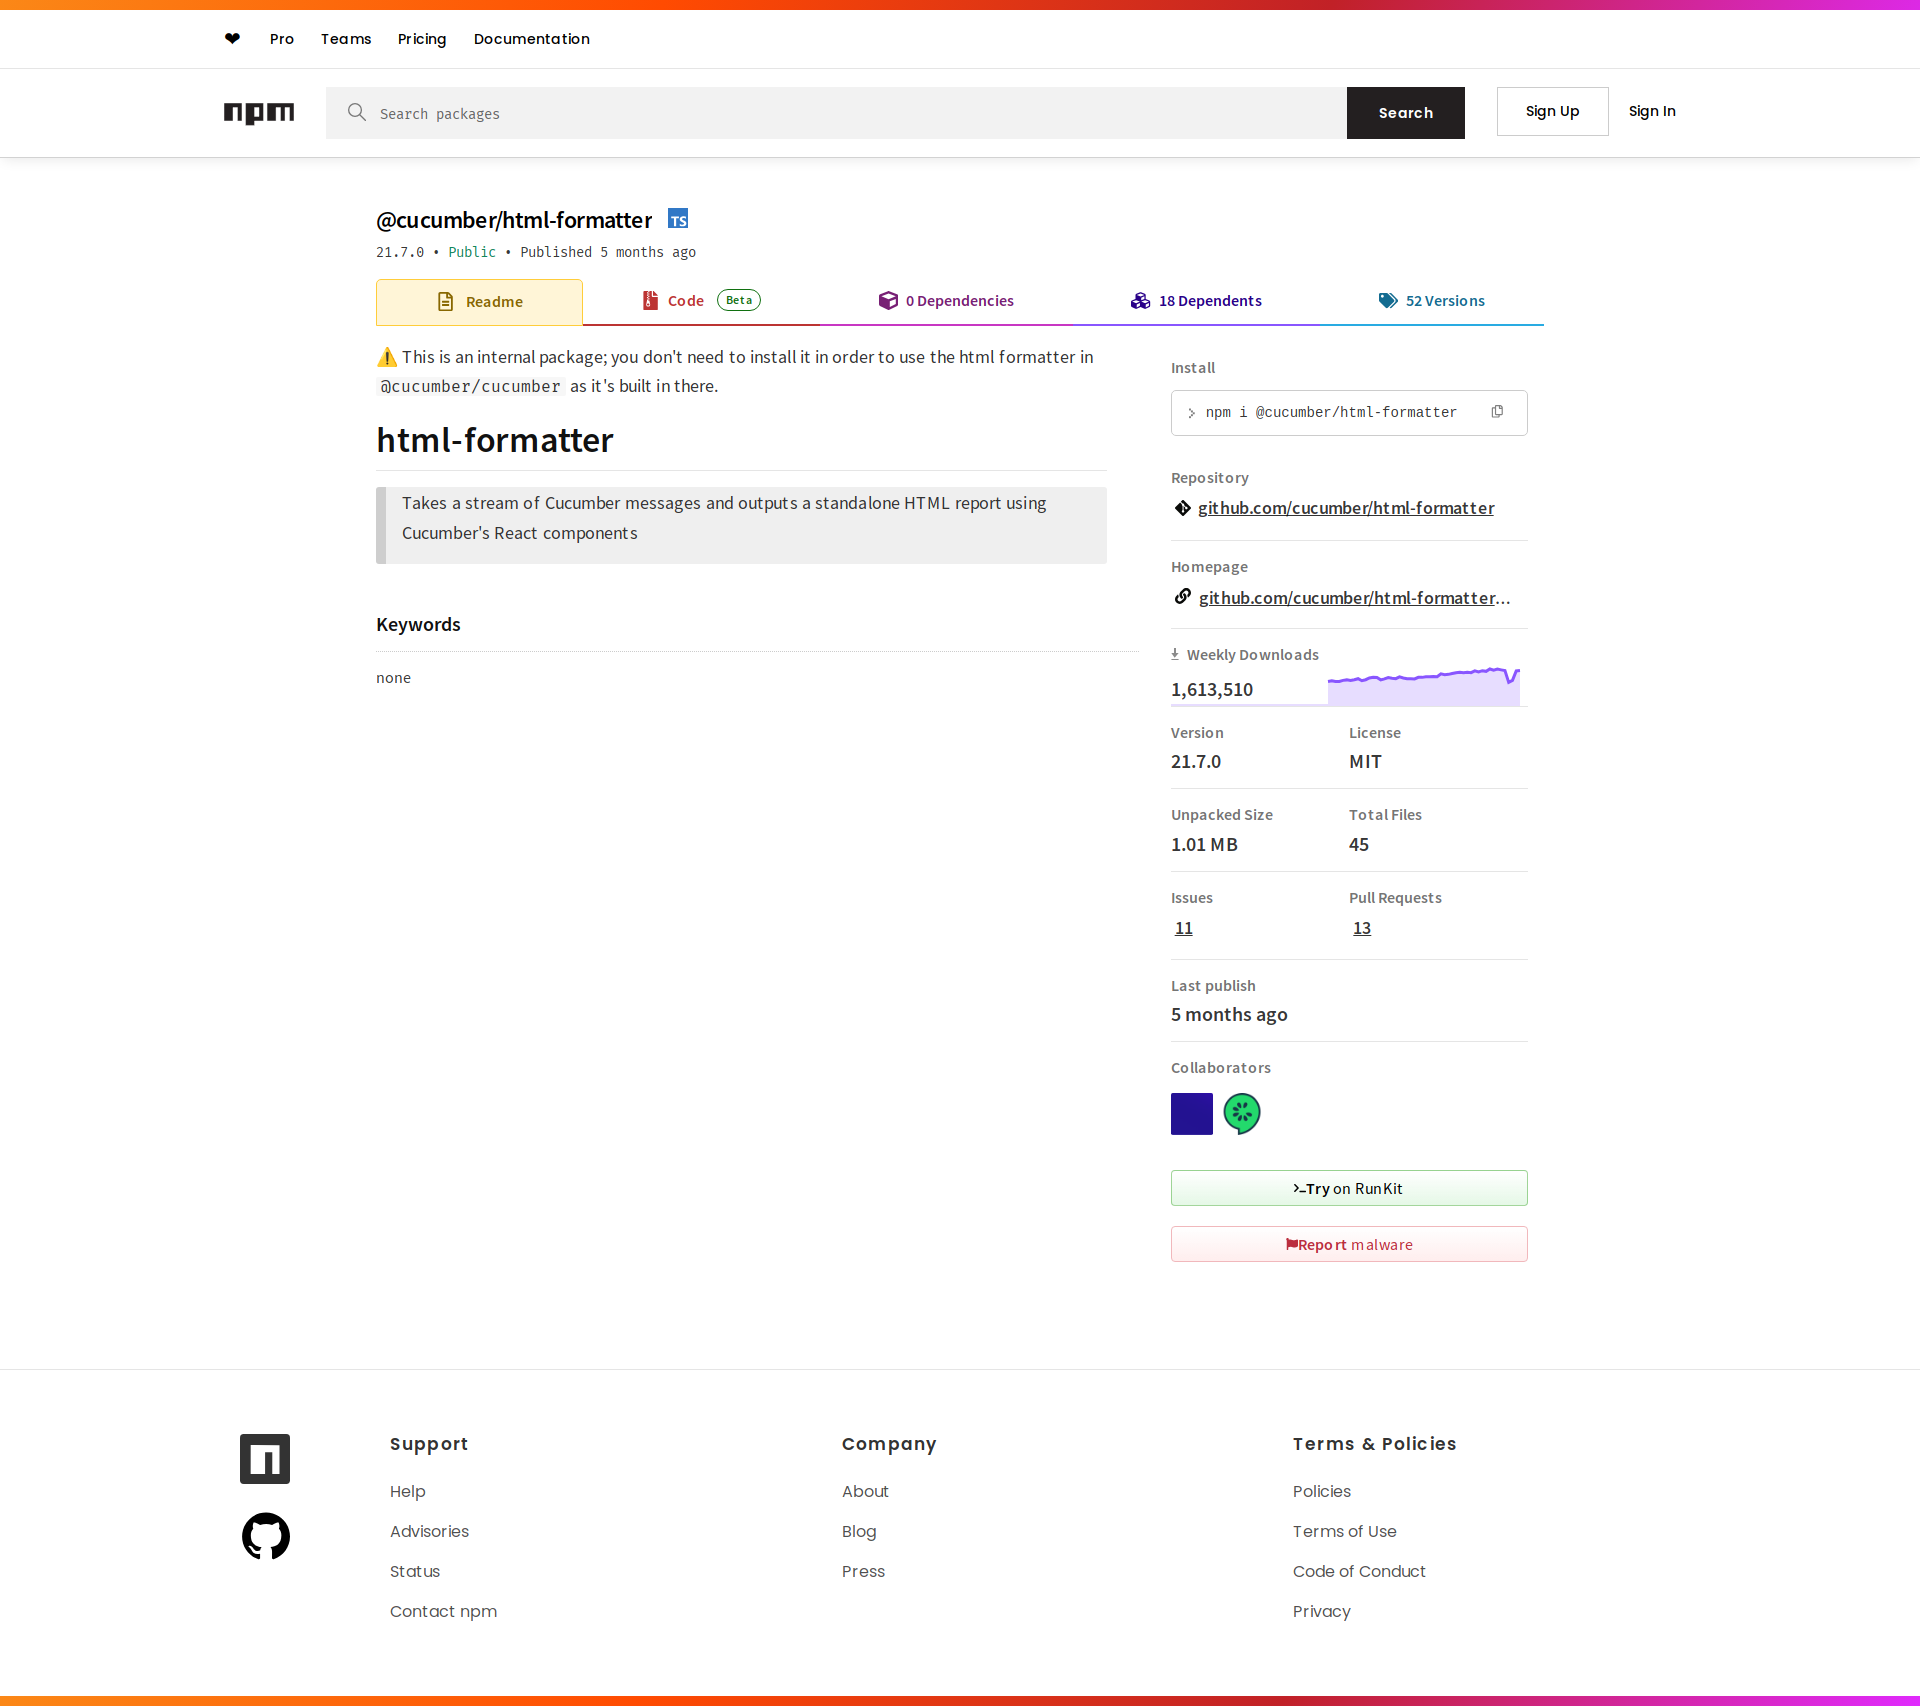 ❤ Pro Teams Pricing Documentation
npm Search packages Search Sign Up Sign In
@cucumber/html-formatter TS
21.7.0 • Public • Published 5 months ago
Readme Code Beta 0 Dependencies 18 Dependents 52 Versions
⚠️ This is an internal package; you don't need to install it in order to use the html formatter in
@cucumber/cucumber as it's built in there.
html-formatter
Takes a stream of Cucumber messages and outputs a standalone HTML report using
Cucumber's React components
Keywords
none
Install
npm i @cucumber/html-formatter
Repository
github.com/cucumber/html-formatter
Homepage
github.com/cucumber/html-formatter...
Weekly Downloads
1,613,510
Version License
21.7.0 MIT
Unpacked Size Total Files
1.01 MB 45
Issues Pull Requests
11 13
Last publish
5 months ago
Collaborators
Try on RunKit
Report malware
Support
Help
Advisories
Status
Contact npm
Company
About
Blog
Press
Terms & Policies
Policies
Terms of Use
Code of Conduct
Privacy